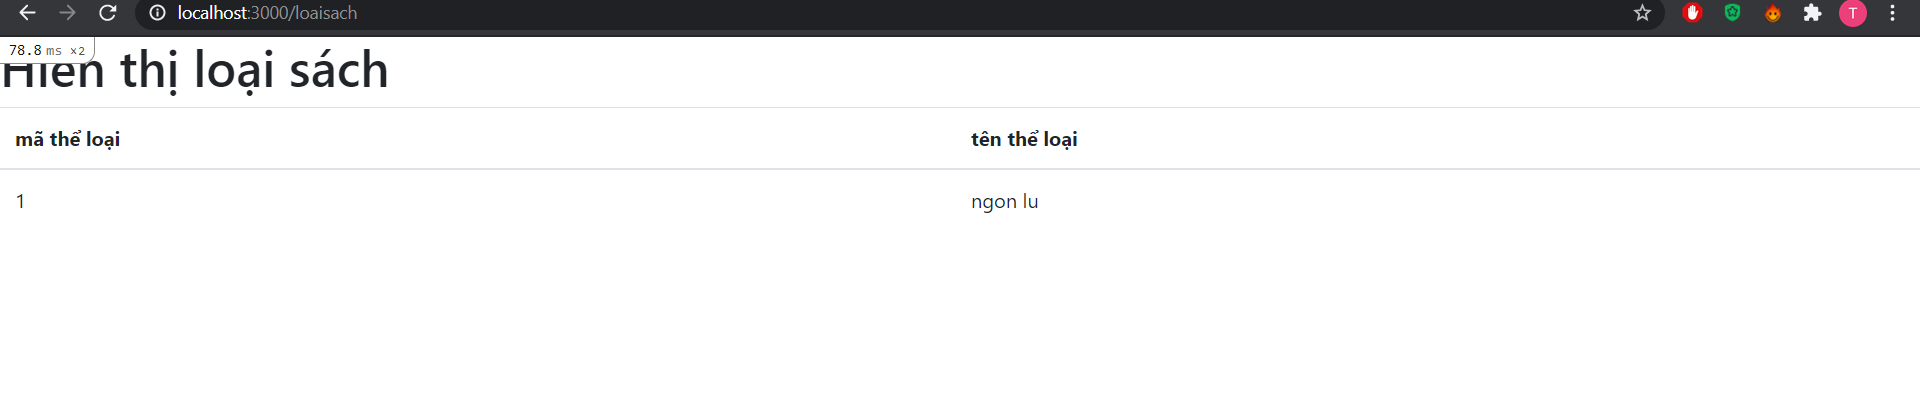 localhost:3000/loaisach
T
78.8 ms x2
Hiển thị loại sách
mã thể loại tên thể loại
1 ngon lu